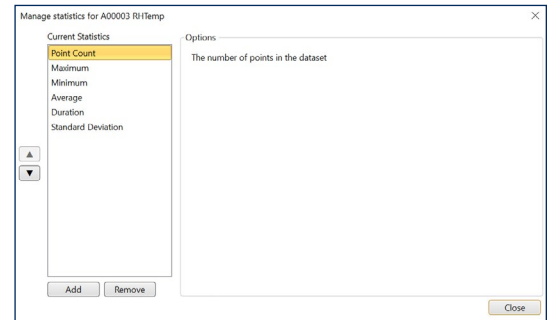 Manage statistics for A00003 RHTemp
Current Statistics
Options
Point Count
The number of points in the dataset
Maximum
Minimum
Average
Duration
Standard Deviation
Add
Remove
Close